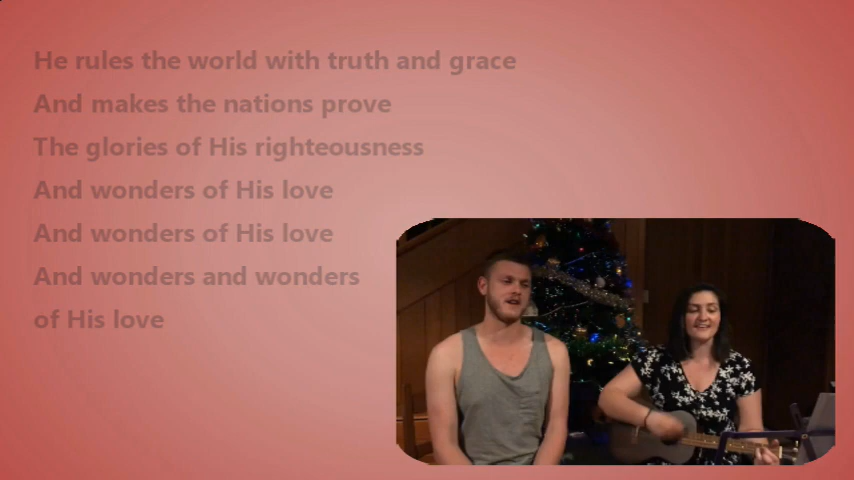 He rules the world with truth and grace
And makes the nations prove
The glories of His righteousness
And wonders of His love
And wonders of His love
And wonders and wonders
of His love